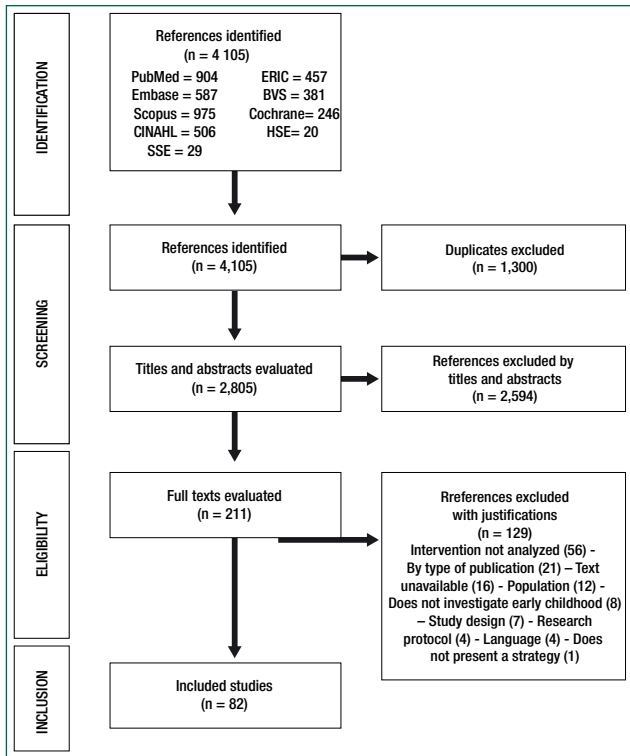 IDENTIFICATION
References identified
(n = 4 105)
PubMed = 904 ERIC = 457
Embase = 587 BVS = 381
Scopus = 975 Cochrane= 246
CINAHL = 506 HSE= 20
SSE = 29
SCREENING
References identified
(n = 4,105)
Duplicates excluded
(n = 1,300)
Titles and abstracts evaluated
(n = 2,805)
References excluded by
titles and abstracts
(n = 2,594)
ELIGIBILITY
Full texts evaluated
(n = 211)
Rreferences excluded
with justifications
(n = 129)
Intervention not analyzed (56) -
By type of publication (21) – Text
unavailable (16) - Population (12) -
Does not investigate early childhood (8)
– Study design (7) - Research
protocol (4) - Language (4) - Does
not present a strategy (1)
INCLUSION
Included studies
(n = 82)